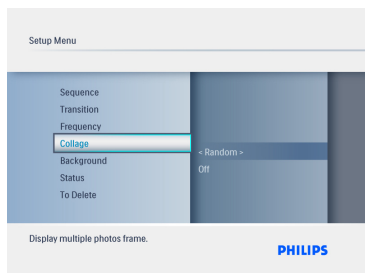 Setup Menu
Sequence
Transition
Frequency
Collage
Background
Status
To Delete
< Random >
Off
Display multiple photos frame.
PHILIPS